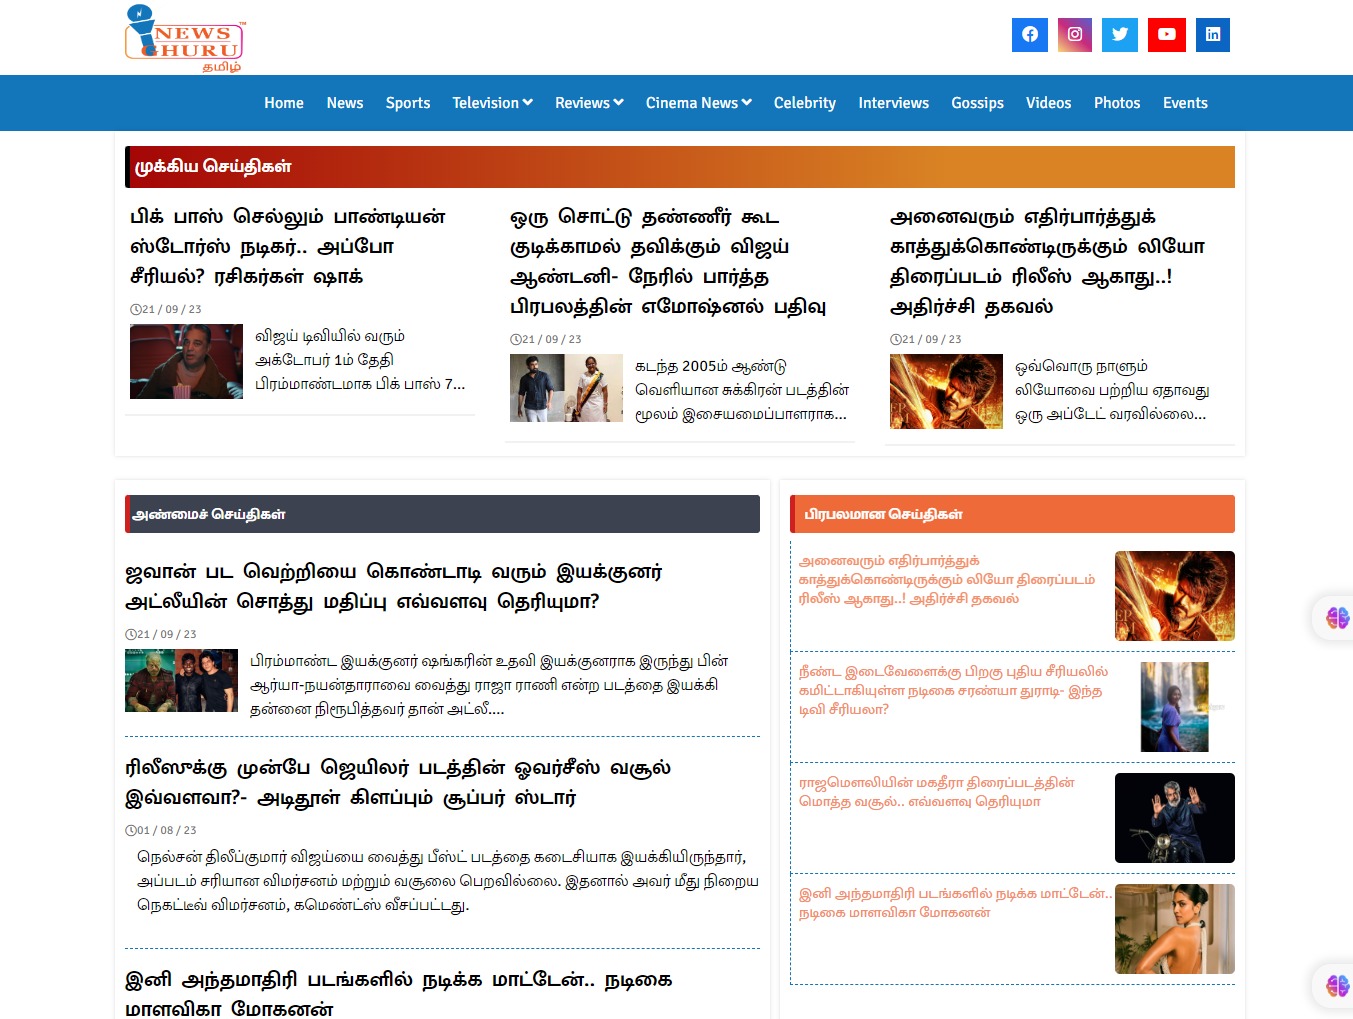 NEWS
GHURU
TM
தமிழ்
Home News Sports Television Reviews Cinema News Celebrity Interviews Gossips Videos Photos Events
முக்கிய செய்திகள்
பிக் பாஸ் செல்லும் பாண்டியன்
ஸ்டோர்ஸ் நடிகர்.. அப்போ
சீரியல்? ரசிகர்கள் ஷாக்
21 / 09 / 23
விஜய் டிவியில் வரும்
அக்டோபர் 1ம் தேதி
பிரம்மாண்டமாக பிக் பாஸ் 7...
ஒரு சொட்டு தண்ணீர் கூட
குடிக்காமல் தவிக்கும் விஜய்
ஆண்டனி- நேரில் பார்த்த
பிரபலத்தின் எமோஷ்னல் பதிவு
21 / 09 / 23
கடந்த 2005ம் ஆண்டு
வெளியான சுக்கிரன் படத்தின்
மூலம் இசையமைப்பாளராக...
அனைவரும் எதிர்பார்த்துக்
காத்துக்கொண்டிருக்கும் லியோ
திரைப்படம் ரிலீஸ் ஆகாது..!
அதிர்ச்சி தகவல்
21 / 09 / 23
ஒவ்வொரு நாளும்
லியோவை பற்றிய ஏதாவது
ஒரு அப்டேட் வரவில்லை...
அண்மைச் செய்திகள்
ஜவான் பட வெற்றியை கொண்டாடி வரும் இயக்குனர்
அட்லீயின் சொத்து மதிப்பு எவ்வளவு தெரியுமா?
21 / 09 / 23
பிரம்மாண்ட இயக்குனர் ஷங்கரின் உதவி இயக்குனராக இருந்து பின்
ஆர்யா-நயன்தாராவை வைத்து ராஜா ராணி என்ற படத்தை இயக்கி
தன்னை நிரூபித்தவர் தான் அட்லீ....
ரிலீஸுக்கு முன்பே ஜெயிலர் படத்தின் ஓவர்சீஸ் வசூல்
இவ்வளவா?- அடிதூள் கிளப்பும் சூப்பர் ஸ்டார்
01 / 08 / 23
நெல்சன் திலீப்குமார் விஜய்யை வைத்து பீஸ்ட் படத்தை கடைசியாக இயக்கியிருந்தார்,
அப்படம் சரியான விமர்சனம் மற்றும் வசூலை பெறவில்லை. இதனால் அவர் மீது நிறைய
நெகட்டீவ் விமர்சனம், கமெண்ட்ஸ் வீசப்பட்டது.
இனி அந்தமாதிரி படங்களில் நடிக்க மாட்டேன்.. நடிகை
மாளவிகா மோகனன்
பிரபலமான செய்திகள்
அனைவரும் எதிர்பார்த்துக்
காத்துக்கொண்டிருக்கும் லியோ திரைப்படம்
ரிலீஸ் ஆகாது..! அதிர்ச்சி தகவல்
நீண்ட இடைவேளைக்கு பிறகு புதிய சீரியலில்
கமிட்டாகியுள்ள நடிகை சரண்யா துராடி- இந்த
டிவி சீரியலா?
ராஜமௌலியின் மகதீரா திரைப்படத்தின்
மொத்த வசூல்.. எவ்வளவு தெரியுமா
இனி அந்தமாதிரி படங்களில் நடிக்க மாட்டேன்..
நடிகை மாளவிகா மோகனன்